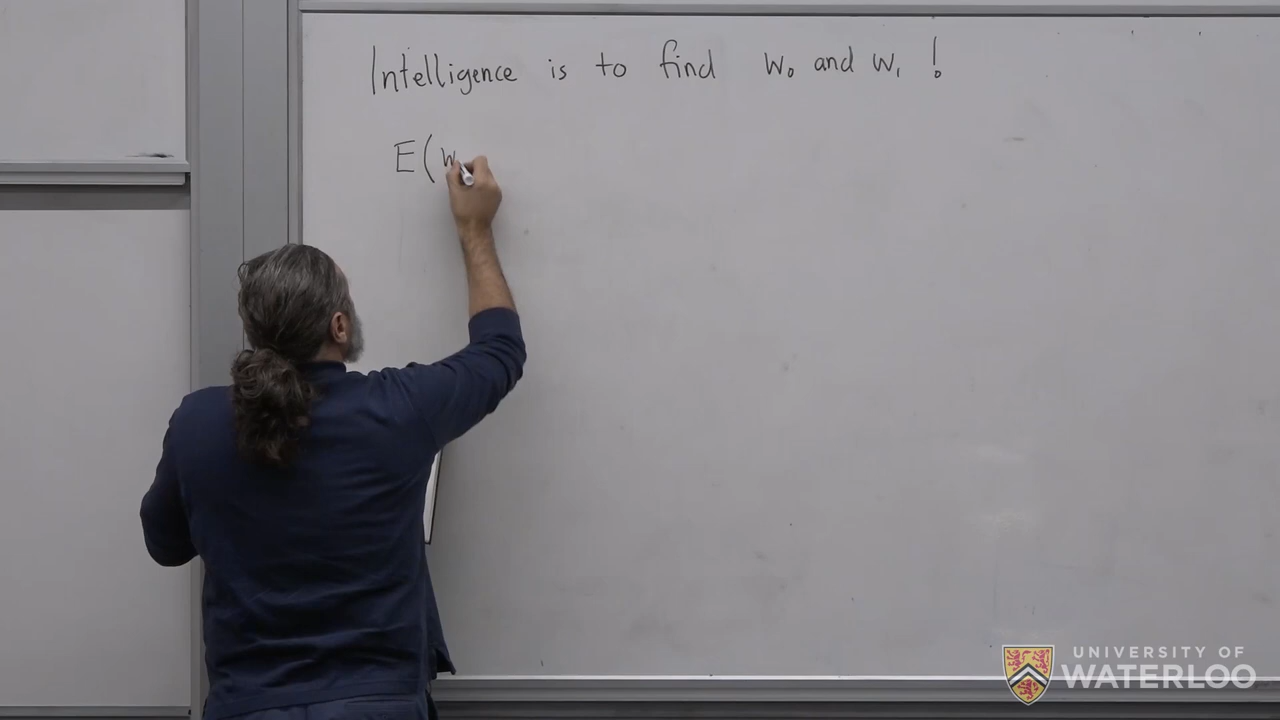 Intelligence is to find w₀ and w₁ !
E(w
UNIVERSITY OF
WATERLOO